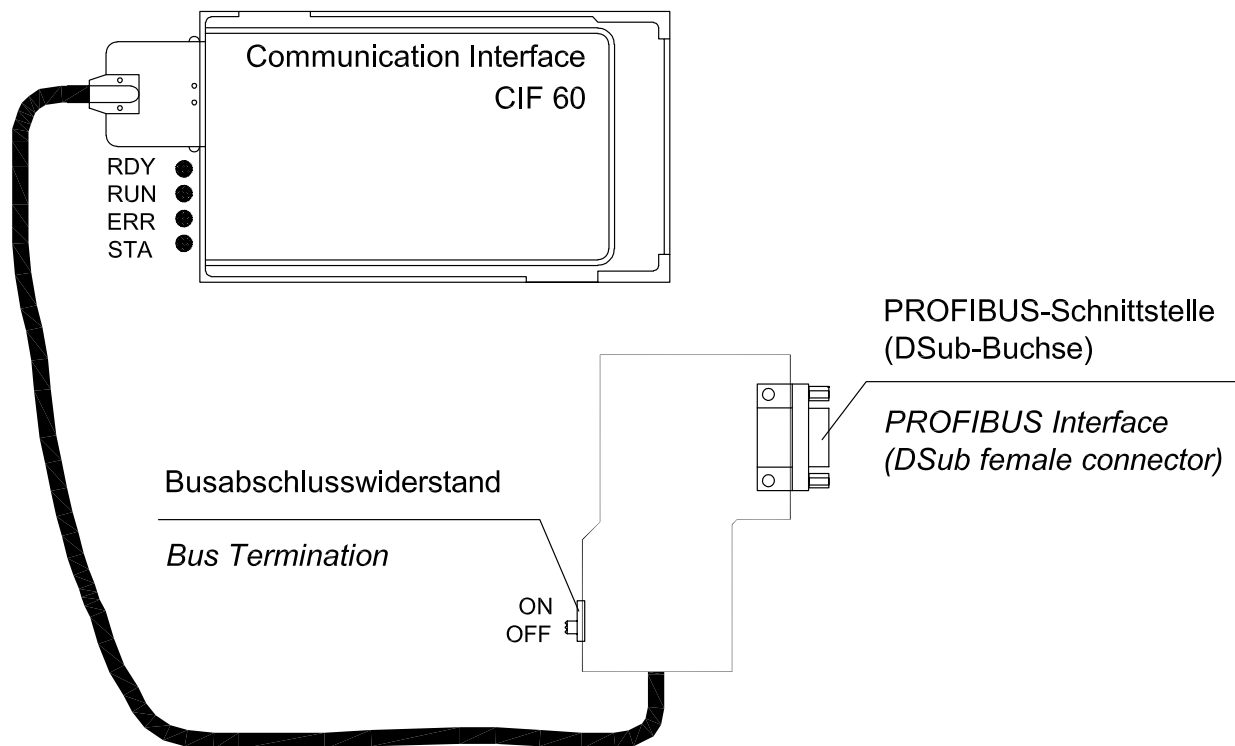 Communication Interface
CIF 60
RDY
RUN
ERR
STA
PROFIBUS-Schnittstelle
(DSub-Buchse)
PROFIBUS Interface
(DSub female connector)
Busabschlusswiderstand
Bus Termination
ON
OFF